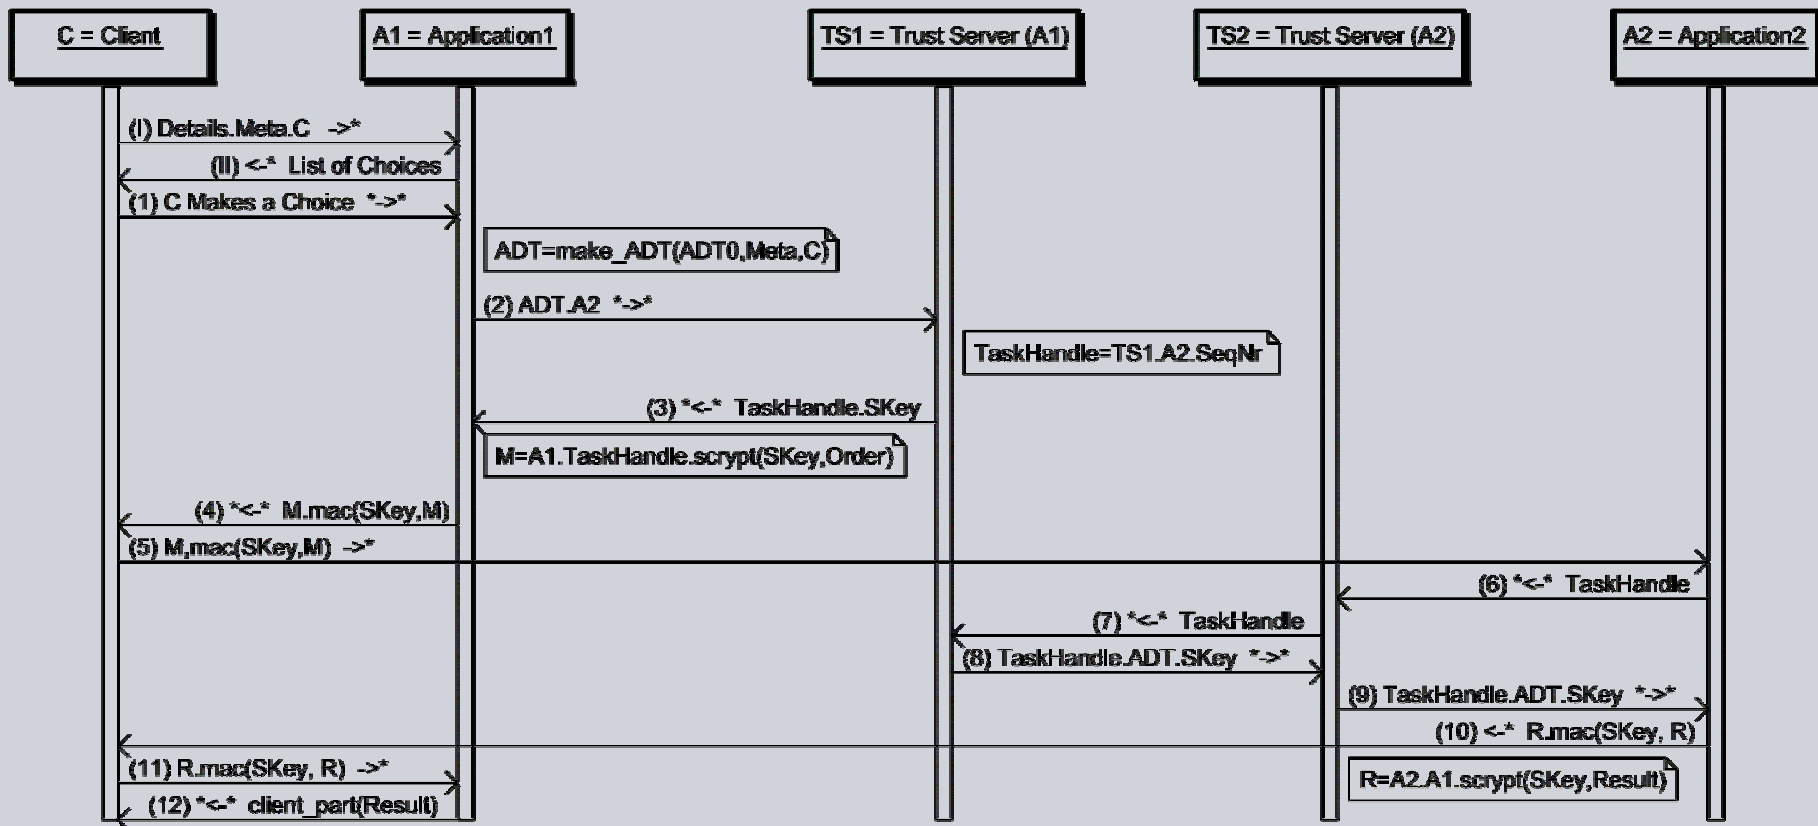 C = Client
A1 = Application1
TS1 = Trust Server (A1)
TS2 = Trust Server (A2)
A2 = Application2
(I) Details.Meta.C ->*
(II) <-* List of Choices
(1) C Makes a Choice *->*
ADT=make_ADT(ADT0,Meta,C)
(2) ADT.A2 *->*
TaskHandle=TS1.A2.SeqNr
(3) *<-* TaskHandle.SKey
M=A1.TaskHandle.scrypt(SKey,Order)
(4) *<-* M.mac(SKey,M)
(5) M,mac(SKey,M) ->*
(6) *<-* TaskHandle
(7) *<-* TaskHandle
(8) TaskHandle.ADT.SKey *->*
(9) TaskHandle.ADT.SKey *->*
(10) <-* R.mac(SKey, R)
(11) R.mac(SKey, R) ->*
R=A2.A1.scrypt(SKey,Result)
(12) *<-* client_part(Result)